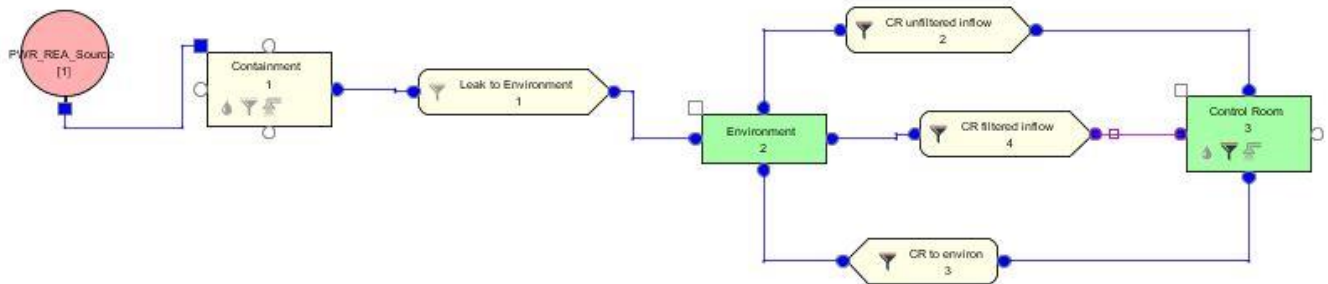 PWR_REA_Source
[1]
Containment
1
Leak to Environment
1
CR unfiltered inflow
2
Environment
2
CR filtered inflow
4
Control Room
3
CR to environ
3